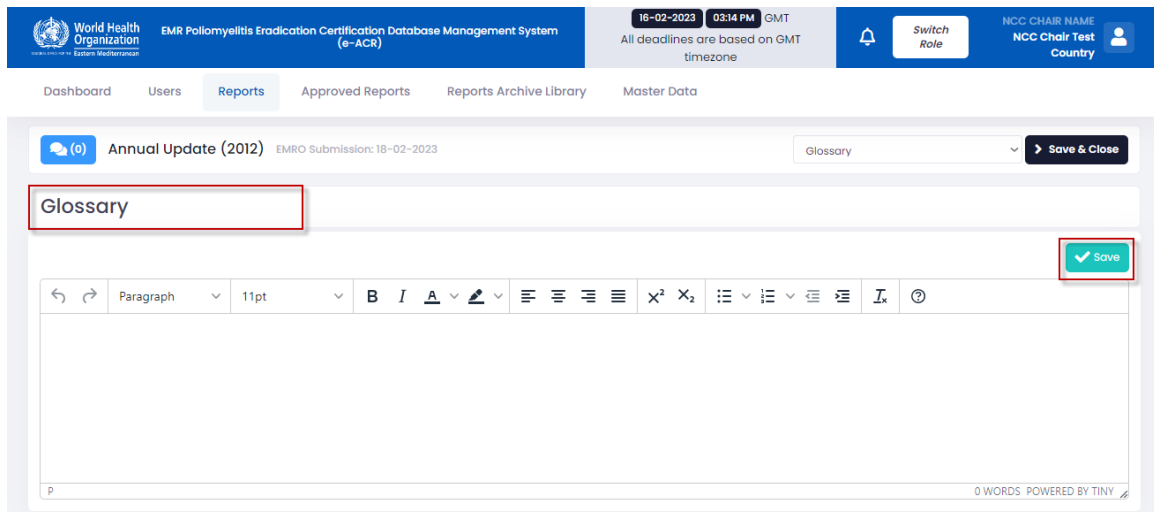 World Health
Organization
Eastern Mediterranean
EMR Poliomyelitis Eradication Certification Database Management System
(e-ACR)
16-02-2023 03:14 PM GMT
All deadlines are based on GMT
timezone
Switch
Role
NCC CHAIR NAME
NCC Chair Test
Country
Dashboard Users Reports Approved Reports Reports Archive Library Master Data
(0) Annual Update (2012) EMRO Submission: 18-02-2023 Glossary Save & Close
Glossary
Save
Paragraph 11pt B I A X² X₂ Ix
P 0 WORDS POWERED BY TINY